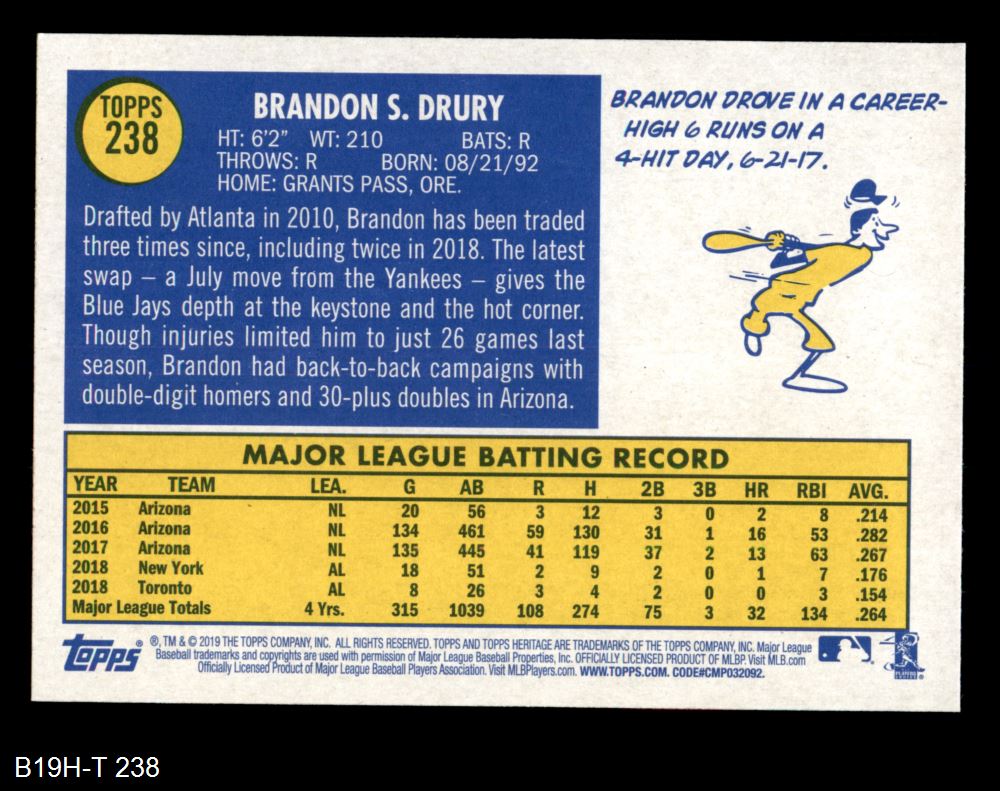 TOPPS
238
BRANDON S. DRURY
HT: 6'2" WT: 210 BATS: R
THROWS: R BORN: 08/21/92
HOME: GRANTS PASS, ORE.
Drafted by Atlanta in 2010, Brandon has been traded
three times since, including twice in 2018. The latest
swap – a July move from the Yankees – gives the
Blue Jays depth at the keystone and the hot corner.
Though injuries limited him to just 26 games last
season, Brandon had back-to-back campaigns with
double-digit homers and 30-plus doubles in Arizona.
BRANDON DROVE IN A CAREER-
HIGH 6 RUNS ON A
4-HIT DAY, 6-21-17.
MAJOR LEAGUE BATTING RECORD
YEAR TEAM LEA. G AB R H 2B 3B HR RBI AVG.
2015 Arizona NL 20 56 3 12 3 0 2 8 .214
2016 Arizona NL 134 461 59 130 31 1 16 53 .282
2017 Arizona NL 135 445 41 119 37 2 13 63 .267
2018 New York AL 18 51 2 9 2 0 1 7 .176
2018 Toronto AL 8 26 3 4 2 0 0 3 .154
Major League Totals 4 Yrs. 315 1039 108 274 75 3 32 134 .264
Topps ®, TM & © 2019 THE TOPPS COMPANY, INC. ALL RIGHTS RESERVED. TOPPS AND TOPPS HERITAGE ARE TRADEMARKS OF THE TOPPS COMPANY, INC. Major League
Baseball trademarks and copyrights are used with permission of Major League Baseball Properties, Inc. OFFICIALLY LICENSED PRODUCT OF MLBP. Visit MLB.com
Officially Licensed Product of Major League Baseball Players Association. Visit MLBPlayers.com. WWW.TOPPS.COM. CODE#CMP032092.
B19H-T 238